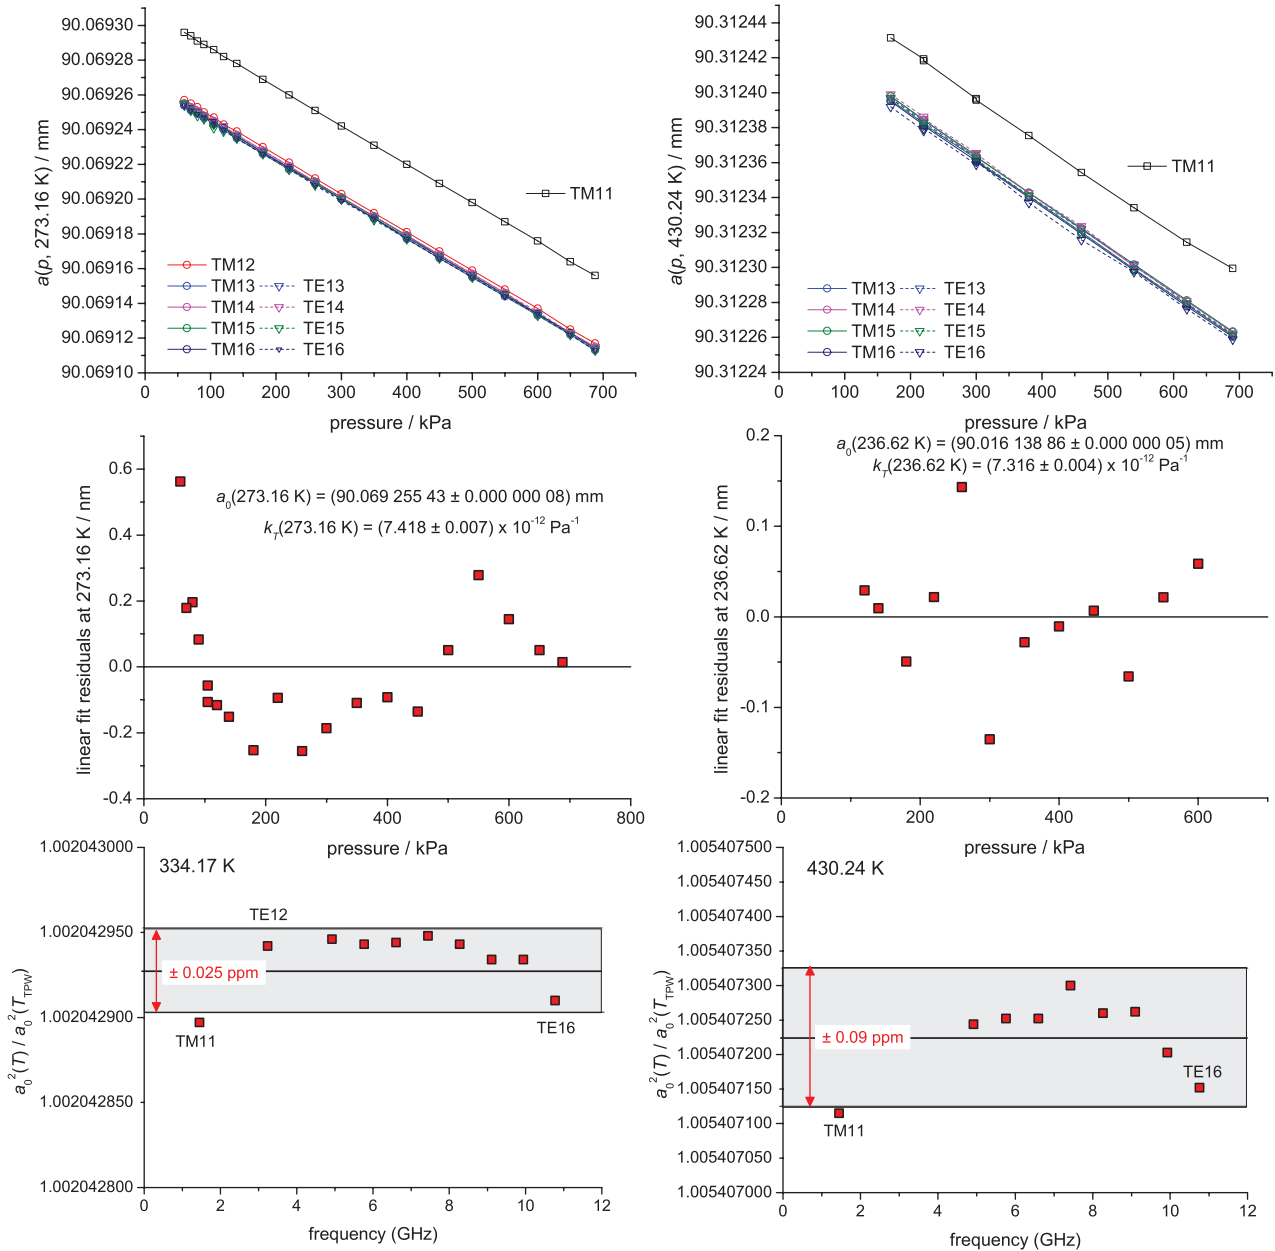 90.06930
90.06928
90.06926
90.06924
90.06922
90.06920
90.06918
90.06916
90.06914
90.06912
90.06910
a(p, 273.16 K) / mm
TM11
TM12
TM13 TE13
TM14 TE14
TM15 TE15
TM16 TE16
0 100 200 300 400 500 600 700
pressure / kPa
90.31244
90.31242
90.31240
90.31238
90.31236
90.31234
90.31232
90.31230
90.31228
90.31226
90.31224
a(p, 430.24 K) / mm
TM11
TM13 TE13
TM14 TE14
TM15 TE15
TM16 TE16
0 100 200 300 400 500 600 700
pressure / kPa
0.6
0.4
0.2
0.0
-0.2
-0.4
linear fit residuals at 273.16 K / nm
a₀(273.16 K) = (90.069 255 43 ± 0.000 000 08) mm
k_T(273.16 K) = (7.418 ± 0.007) x 10⁻¹² Pa⁻¹
0 200 400 600 800
pressure / kPa
0.2
0.1
0.0
-0.1
-0.2
linear fit residuals at 236.62 K / nm
a₀(236.62 K) = (90.016 138 86 ± 0.000 000 05) mm
k_T(236.62 K) = (7.316 ± 0.004) x 10⁻¹² Pa⁻¹
0 200 400 600
pressure / kPa
1.002043000
1.002042950
1.002042900
1.002042850
1.002042800
a₀²(T) / a₀²(T_TPW)
334.17 K
TE12
± 0.025 ppm
TM11
TE16
0 2 4 6 8 10 12
frequency (GHz)
1.005407500
1.005407450
1.005407400
1.005407350
1.005407300
1.005407250
1.005407200
1.005407150
1.005407100
1.005407050
1.005407000
a₀²(T) / a₀²(T_TPW)
430.24 K
± 0.09 ppm
TE16
TM11
0 2 4 6 8 10 12
frequency (GHz)